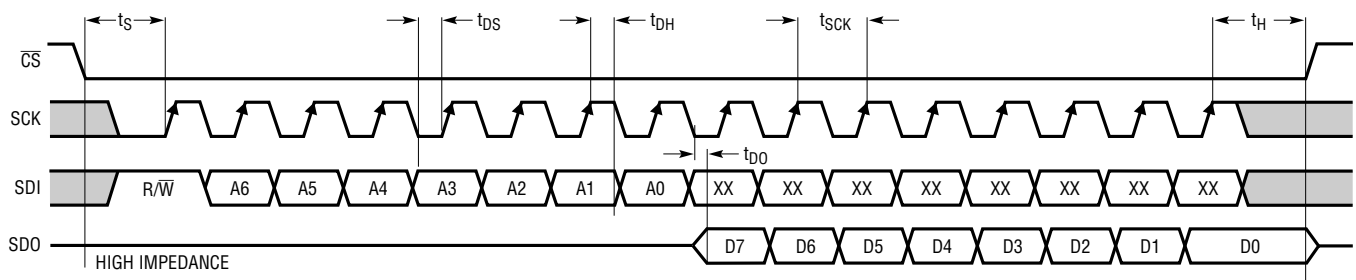 tS tDS tDH tSCK tH
CS
SCK
tDO
SDI R/W A6 A5 A4 A3 A2 A1 A0 XX XX XX XX XX XX XX XX
SDO D7 D6 D5 D4 D3 D2 D1 D0
HIGH IMPEDANCE